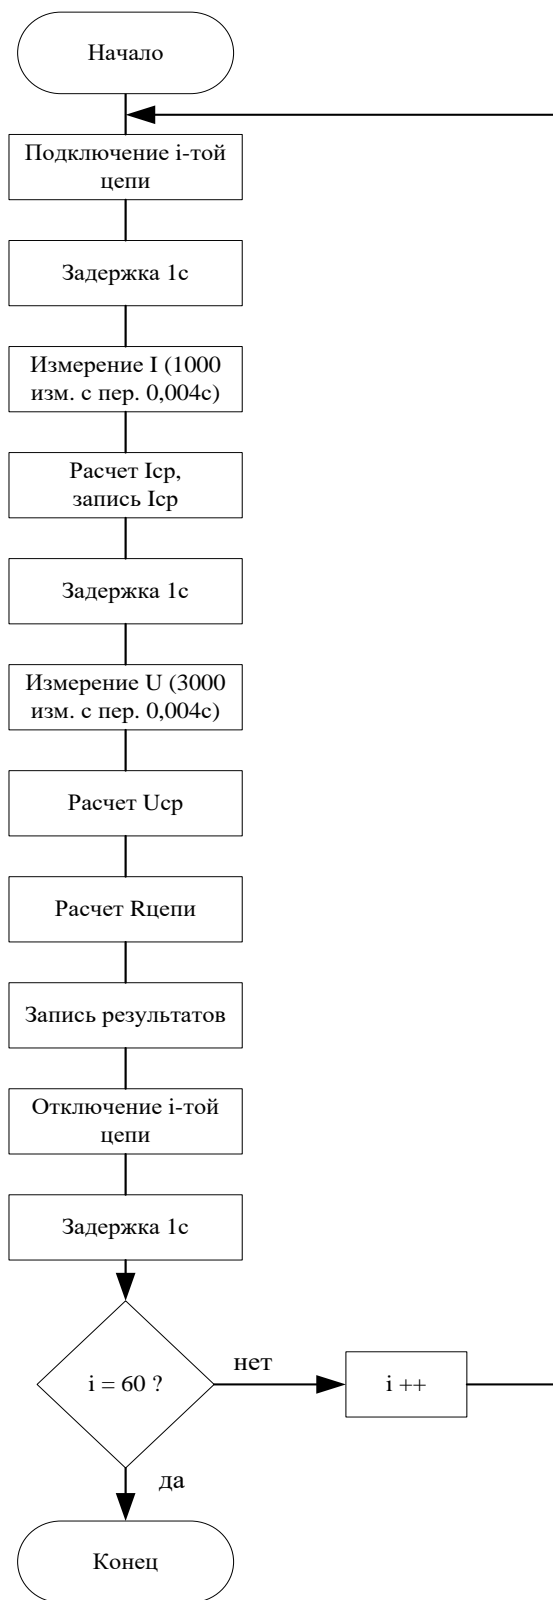 Начало
Подключение i-той
цепи
Задержка 1с
Измерение I (1000
изм. с пер. 0,004с)
Расчет Iср,
запись Iср
Задержка 1с
Измерение U (3000
изм. с пер. 0,004с)
Расчет Uср
Расчет Rцепи
Запись результатов
Отключение i-той
цепи
Задержка 1с
i = 60 ?
нет
i ++
да
Конец